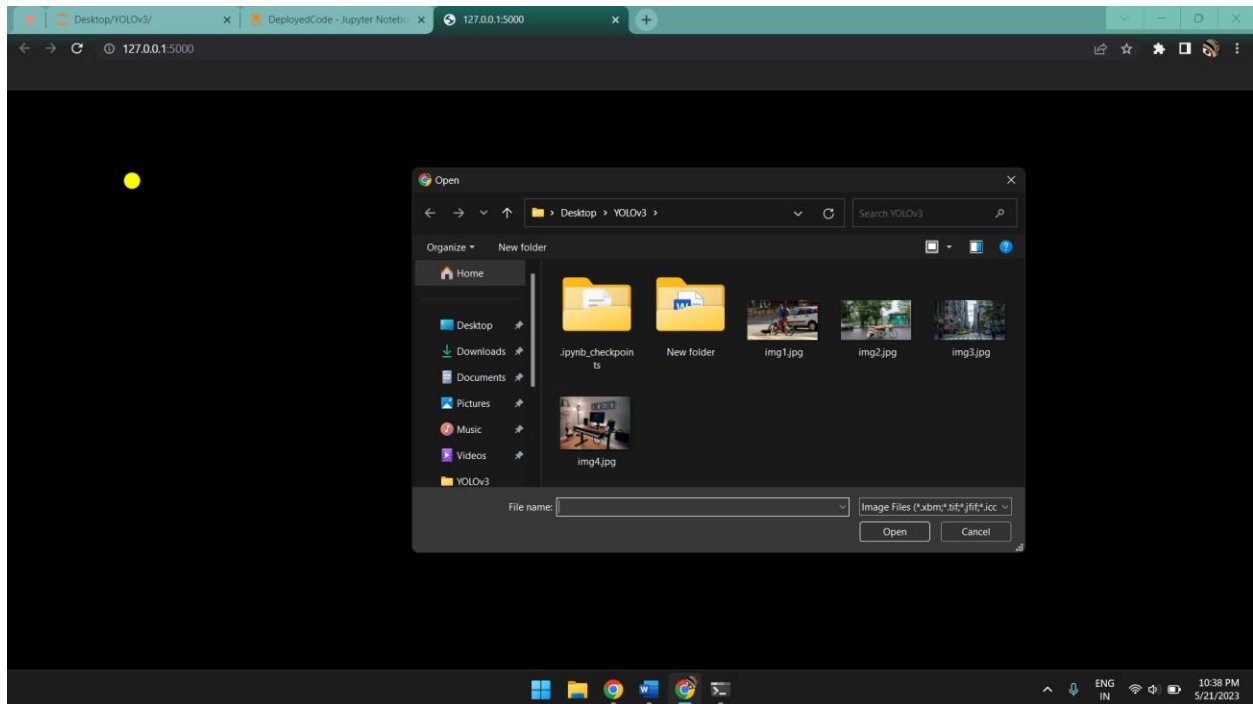 Desktop/YOLOv3/
DeployedCode - Jupyter Notebo
127.0.0.1:5000
127.0.0.1:5000
Open
Desktop > YOLOv3 >
Search YOLOv3
Organize
New folder
Home
Desktop
Downloads
Documents
Pictures
Music
Videos
YOLOv3
.ipynb_checkpoin
ts
New folder
img1.jpg
img2.jpg
img3.jpg
img4.jpg
File name:
Image Files (*.xbm;*.tif;*.jfif;*.icc
Open
Cancel
ENG
IN
10:38 PM
5/21/2023